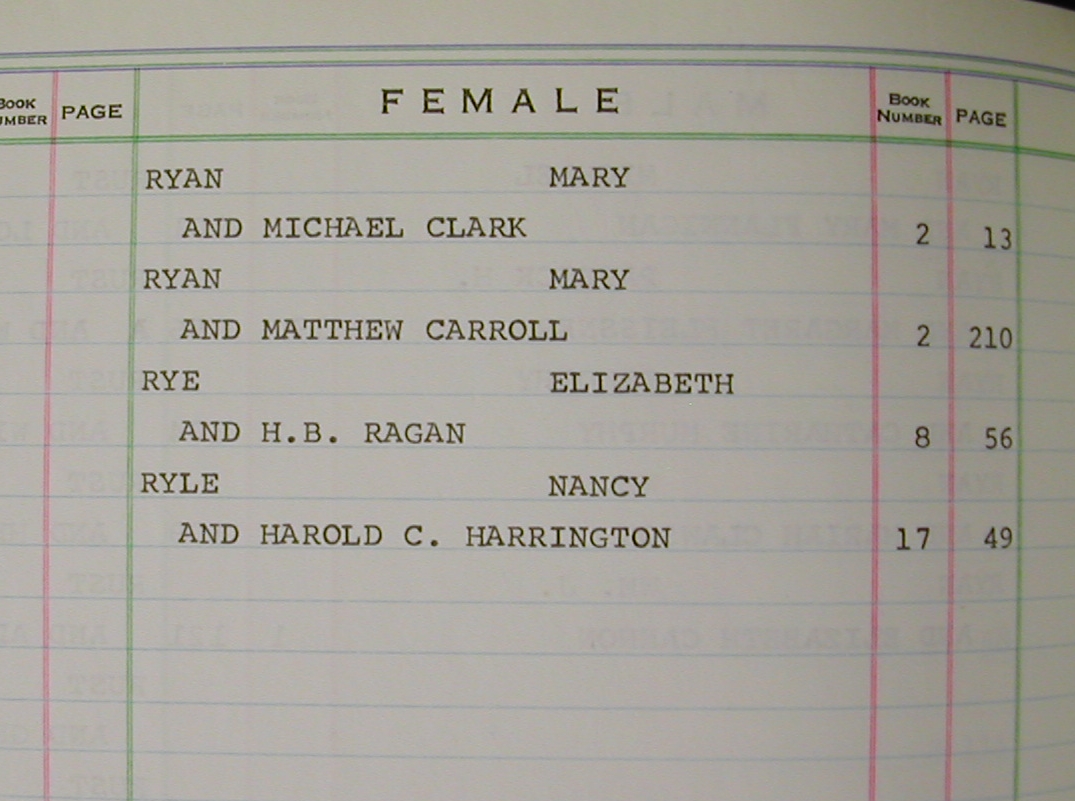 BOOK NUMBER PAGE FEMALE BOOK NUMBER PAGE
RYAN MARY
AND MICHAEL CLARK 2 13
RYAN MARY
AND MATTHEW CARROLL 2 210
RYE ELIZABETH
AND H.B. RAGAN 8 56
RYLE NANCY
AND HAROLD C. HARRINGTON 17 49